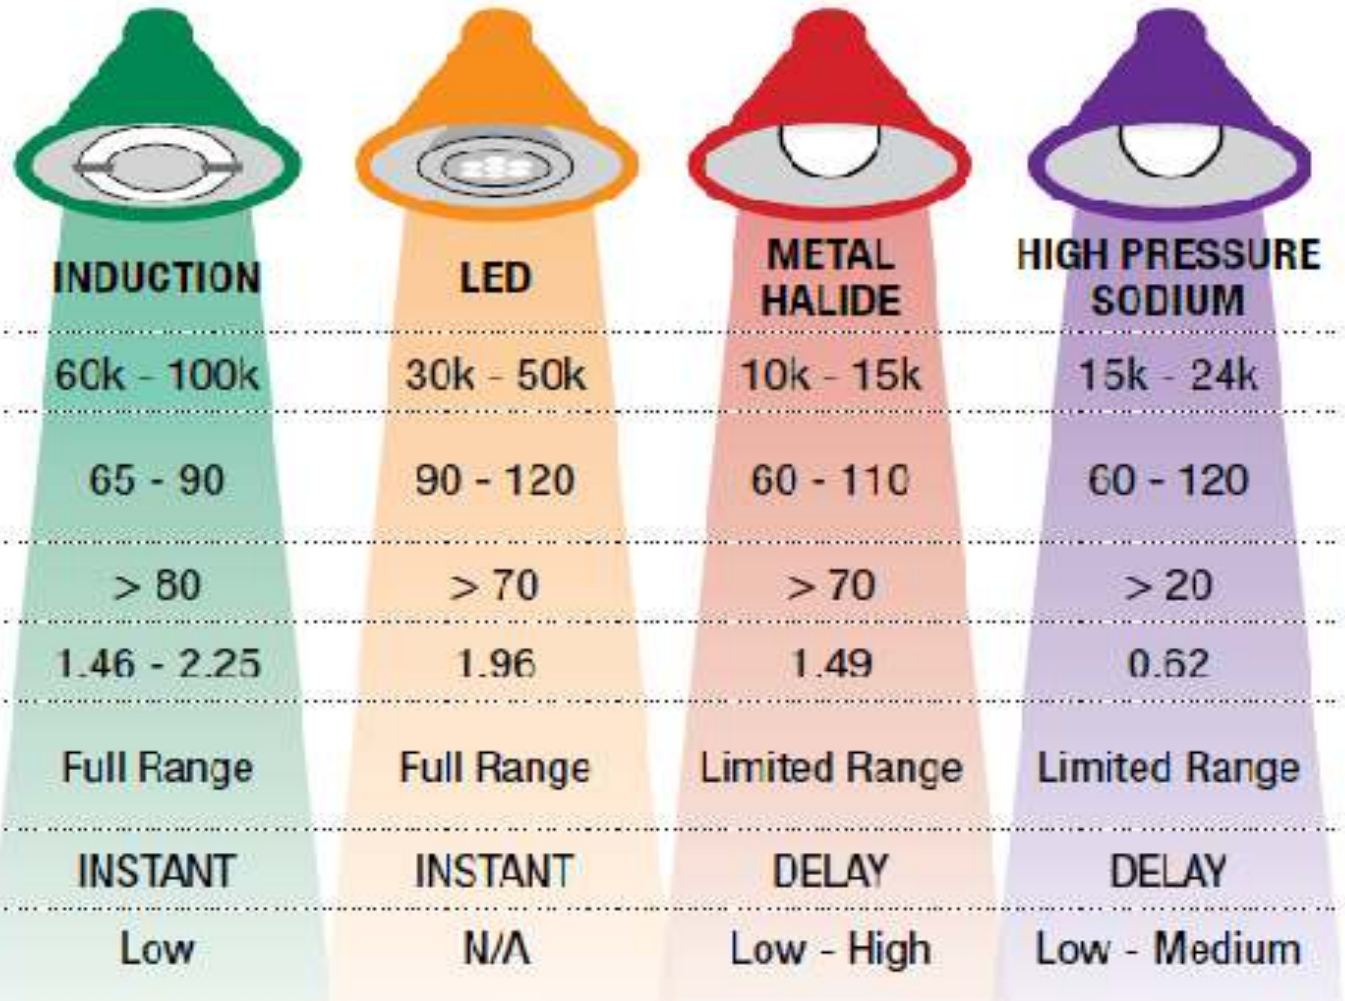 INDUCTION
LED
METAL
HALIDE
HIGH PRESSURE
SODIUM
60k - 100k
30k - 50k
10k - 15k
15k - 24k
65 - 90
90 - 120
60 - 110
60 - 120
> 80
> 70
> 70
> 20
1.46 - 2.25
1.96
1.49
0.62
Full Range
Full Range
Limited Range
Limited Range
INSTANT
INSTANT
DELAY
DELAY
Low
N/A
Low - High
Low - Medium